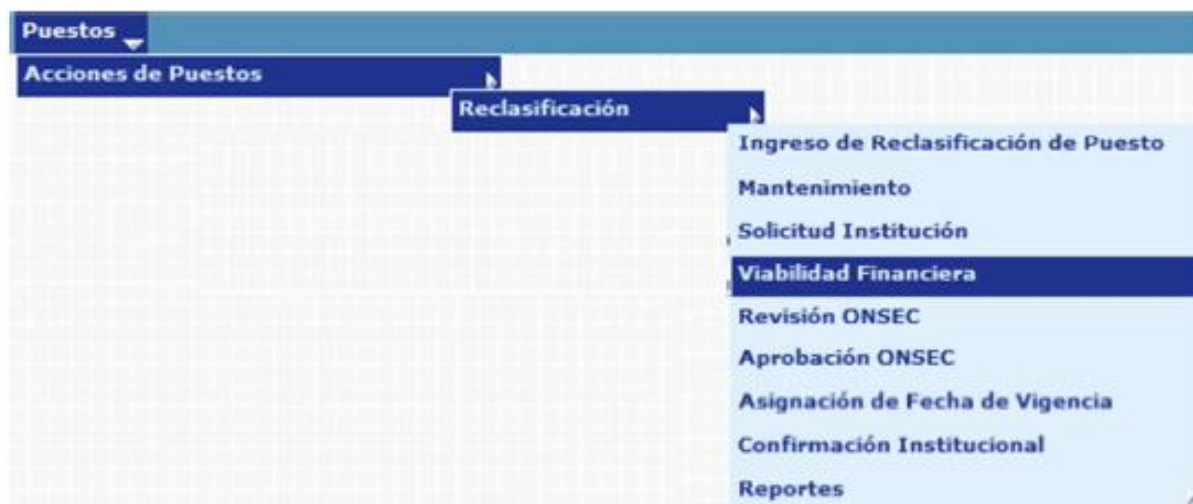 Puestos
Acciones de Puestos
Reclasificación
Ingreso de Reclasificación de Puesto
Mantenimiento
Solicitud Institución
Viabilidad Financiera
Revisión ONSEC
Aprobación ONSEC
Asignación de Fecha de Vigencia
Confirmación Institucional
Reportes